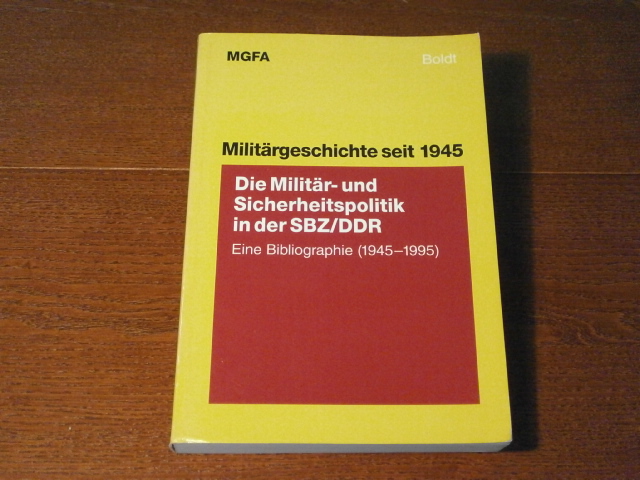 MGFA
Boldt
Militärgeschichte seit 1945
Die Militär- und
Sicherheitspolitik
in der SBZ/DDR
Eine Bibliographie (1945–1995)